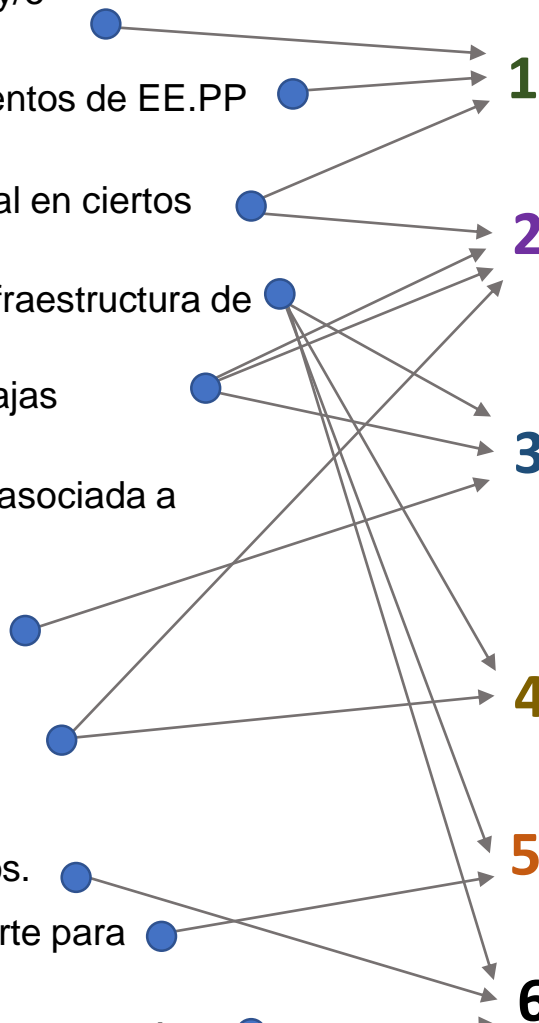 1
entos de EE.PP
al en ciertos
2
fraestructura de
ajas
3
asociada a
4
5
os.
rte para
6